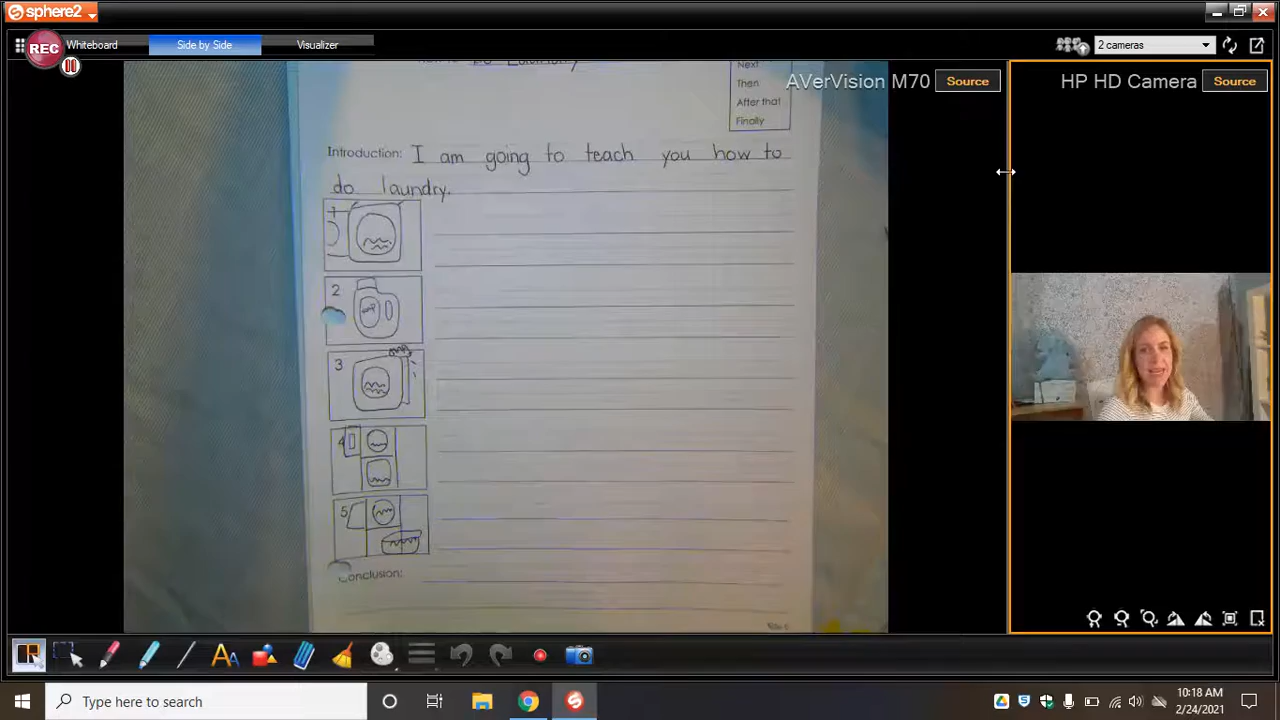 sphere2
REC
Whiteboard
Side by Side
Visualizer
2 cameras
AVerVision M70
Source
HP HD Camera
Source
Next
Then
After that
Finally
Introduction: I am going to teach you how to
do laundry.
2
3
4
5
Conclusion:
Type here to search
10:18 AM
2/24/2021